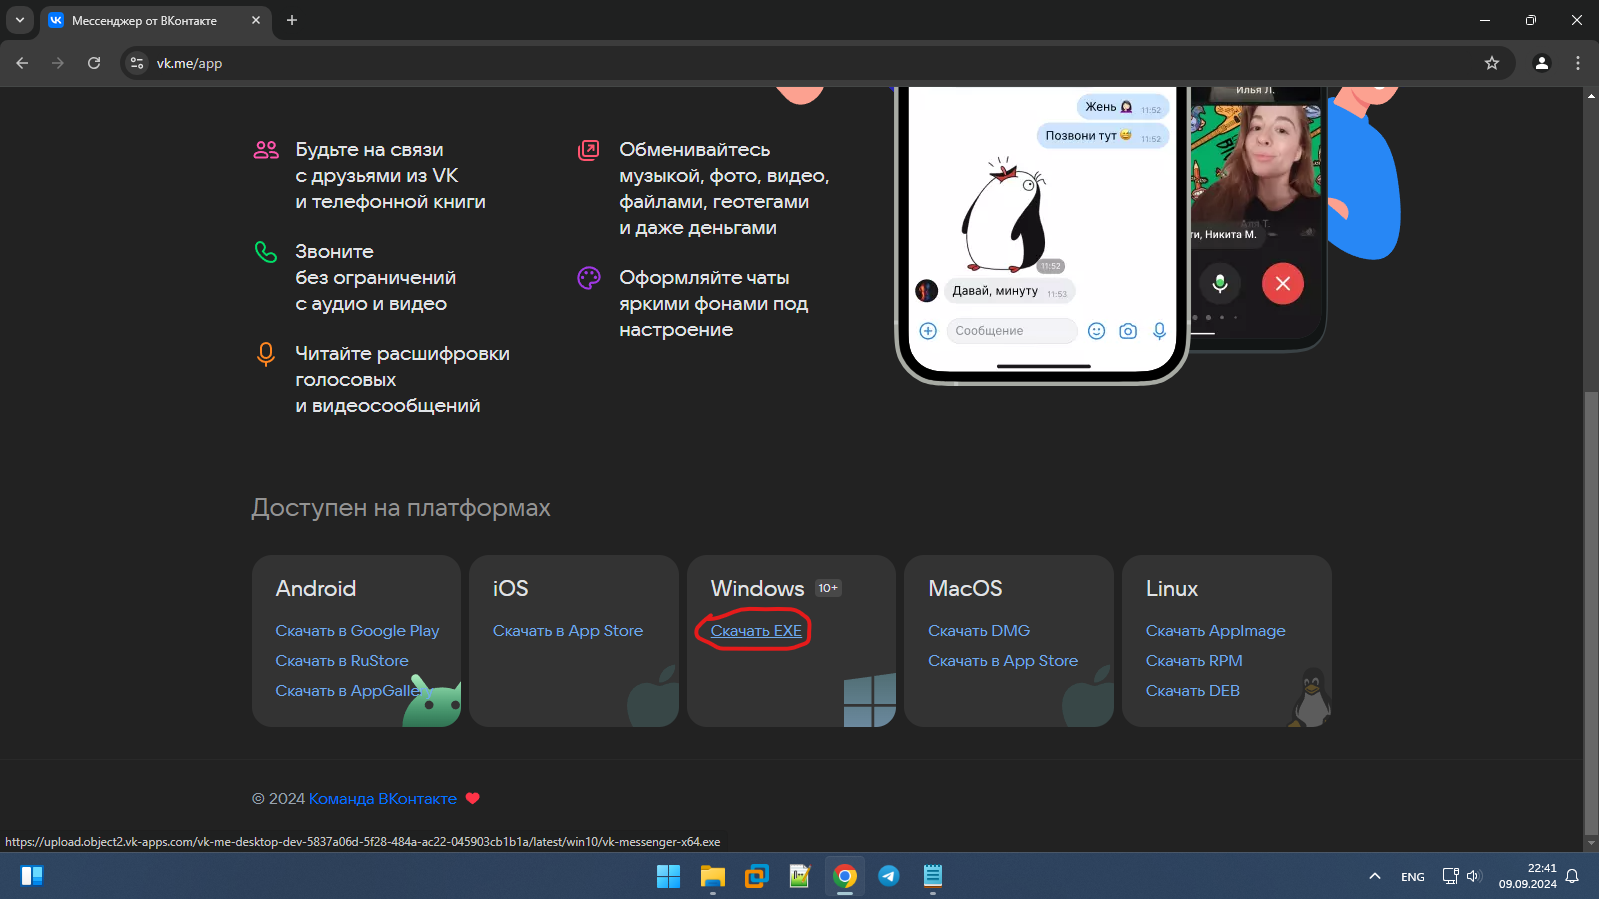 Мессенджер от ВКонтакте
vk.me/app
Илья Л.
Жень 11:52
Позвони тут 11:52
11:52
Никита М.
Давай, минуту 11:53
Сообщение
Будьте на связи
с друзьями из VK
и телефонной книги
Звоните
без ограничений
с аудио и видео
Читайте расшифровки
голосовых
и видеосообщений
Обменивайтесь
музыкой, фото, видео,
файлами, геотегами
и даже деньгами
Оформляйте чаты
яркими фонами под
настроение
Доступен на платформах
Android
Скачать в Google Play
Скачать в RuStore
Скачать в AppGallery
iOS
Скачать в App Store
Windows 10+
Скачать EXE
MacOS
Скачать DMG
Скачать в App Store
Linux
Скачать AppImage
Скачать RPM
Скачать DEB
© 2024 Команда ВКонтакте
https://upload.object2.vk-apps.com/vk-me-desktop-dev-5837a06d-5f28-484a-ac22-045903cb1b1a/latest/win10/vk-messenger-x64.exe
ENG
22:41
09.09.2024